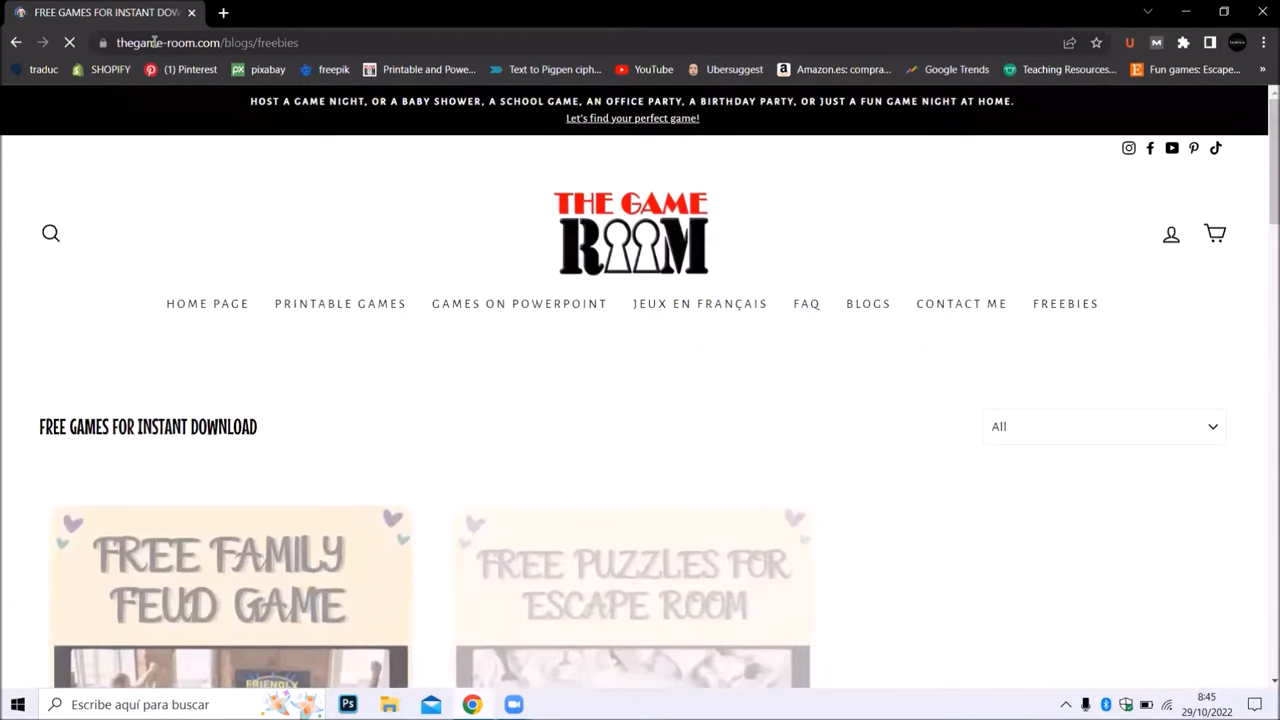 FREE GAMES FOR INSTANT DOW
thegame-room.com/blogs/freebies
traduc SHOPIFY (1) Pinterest pixabay freepik Printable and Powe... Text to Pigpen ciph... YouTube Ubersuggest Amazon.es: compra... Google Trends Teaching Resources... Fun games: Escape... »
HOST A GAME NIGHT, OR A BABY SHOWER, A SCHOOL GAME, AN OFFICE PARTY, A BIRTHDAY PARTY, OR JUST A FUN GAME NIGHT AT HOME.
Let's find your perfect game!
THE GAME
ROOM
HOME PAGE PRINTABLE GAMES GAMES ON POWERPOINT JEUX EN FRANÇAIS FAQ BLOGS CONTACT ME FREEBIES
FREE GAMES FOR INSTANT DOWNLOAD
All
FREE FAMILY
FEUD GAME
FREE PUZZLES FOR
ESCAPE ROOM
FRIENDLY
Escribe aquí para buscar
Ps
8:45
29/10/2022